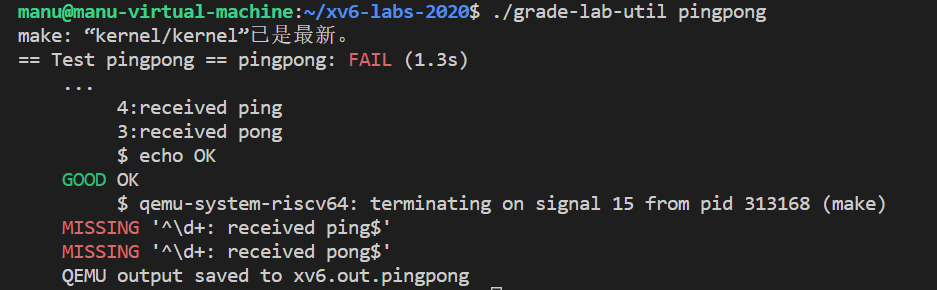 manu@manu-virtual-machine:~/xv6-labs-2020$ ./grade-lab-util pingpong
make: “kernel/kernel”已是最新。
== Test pingpong == pingpong: FAIL (1.3s)
...
4:received ping
3:received pong
$ echo OK
GOOD OK
$ qemu-system-riscv64: terminating on signal 15 from pid 313168 (make)
MISSING '^\d+: received ping$'
MISSING '^\d+: received pong$'
QEMU output saved to xv6.out.pingpong